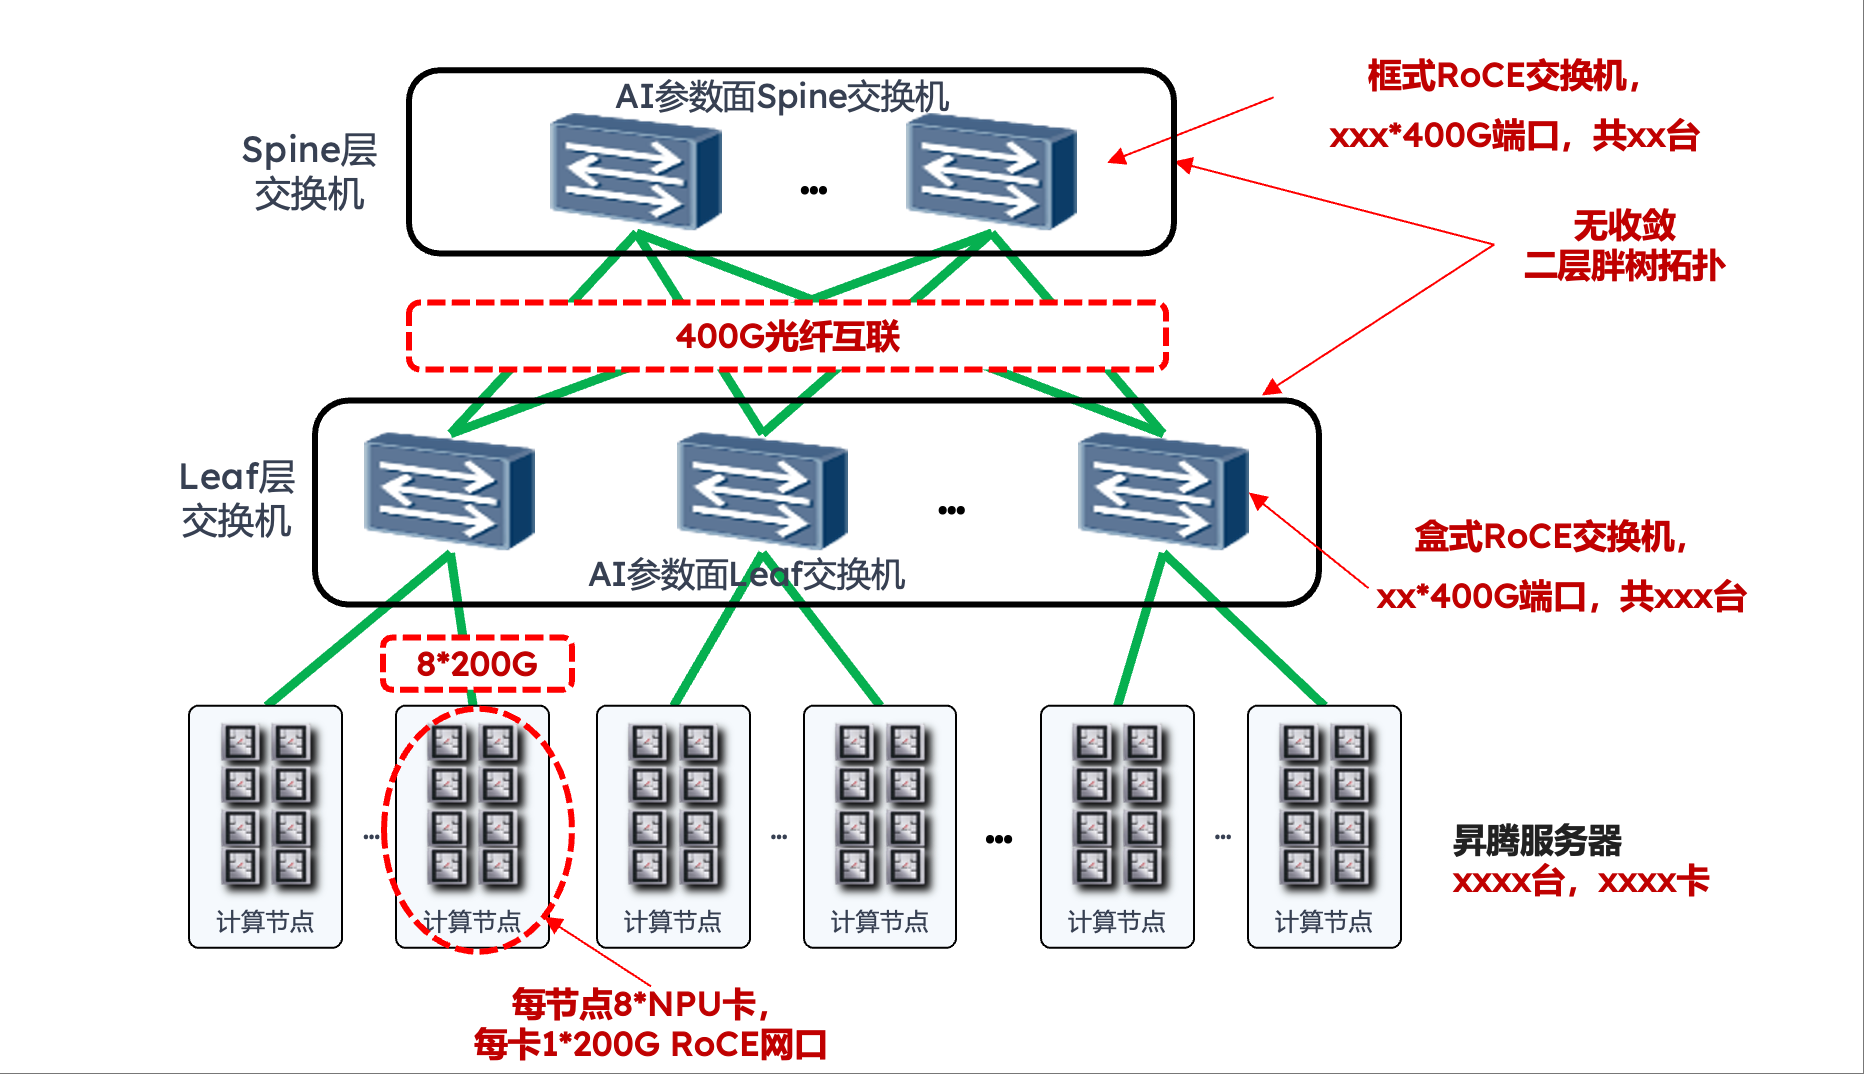 AI参数面Spine交换机
Spine层
交换机
...
框式RoCE交换机，
xxx*400G端口，共xx台
无收敛
二层胖树拓扑
400G光纤互联
Leaf层
交换机
...
AI参数面Leaf交换机
盒式RoCE交换机，
xx*400G端口，共xxx台
8*200G
计算节点
...
计算节点
计算节点
...
计算节点
...
计算节点
...
计算节点
昇腾服务器
xxxx台，xxxx卡
每节点8*NPU卡，
每卡1*200G RoCE网口